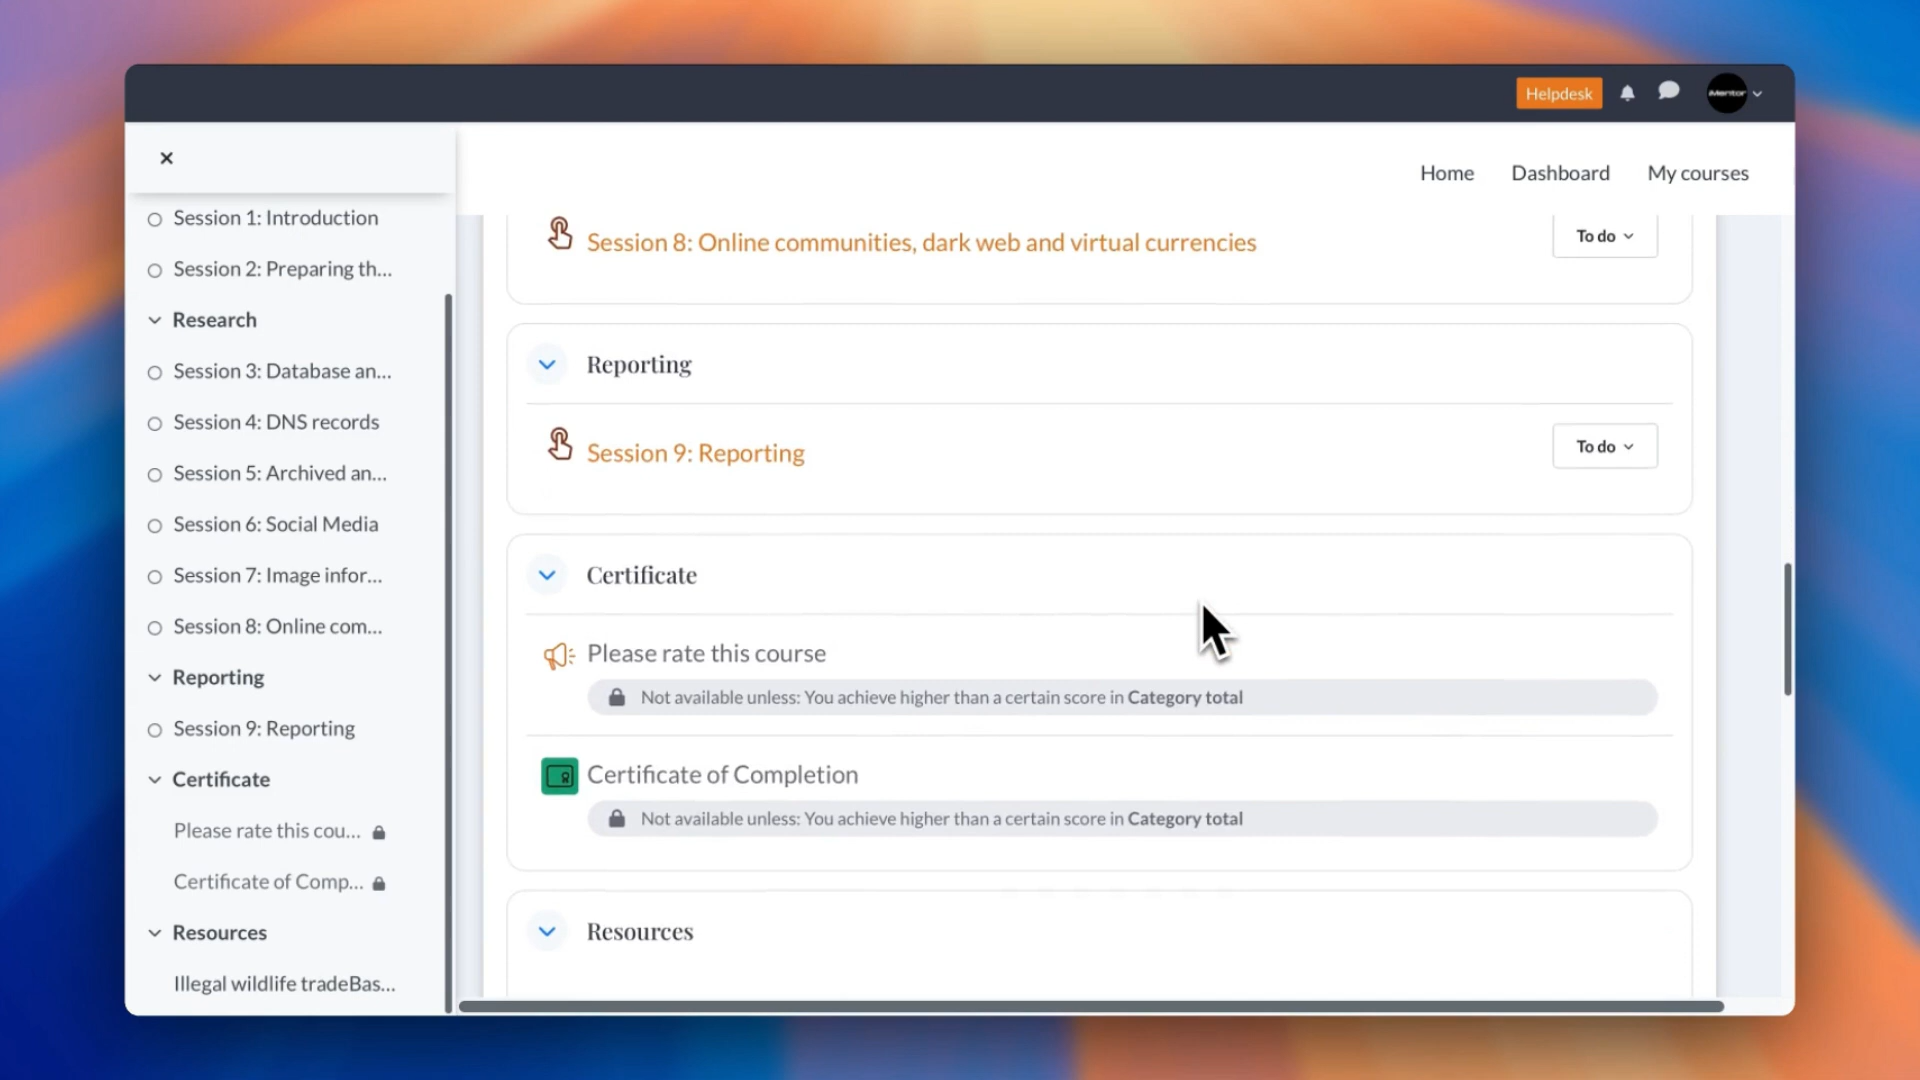 Helpdesk
iMentor
Home Dashboard My courses
Session 1: Introduction
Session 2: Preparing th...
Research
Session 3: Database an...
Session 4: DNS records
Session 5: Archived an...
Session 6: Social Media
Session 7: Image infor...
Session 8: Online com...
Reporting
Session 9: Reporting
Certificate
Please rate this cou...
Certificate of Comp...
Resources
Illegal wildlife tradeBas...
Session 8: Online communities, dark web and virtual currencies
To do
Reporting
Session 9: Reporting
To do
Certificate
Please rate this course
Not available unless: You achieve higher than a certain score in Category total
Certificate of Completion
Not available unless: You achieve higher than a certain score in Category total
Resources